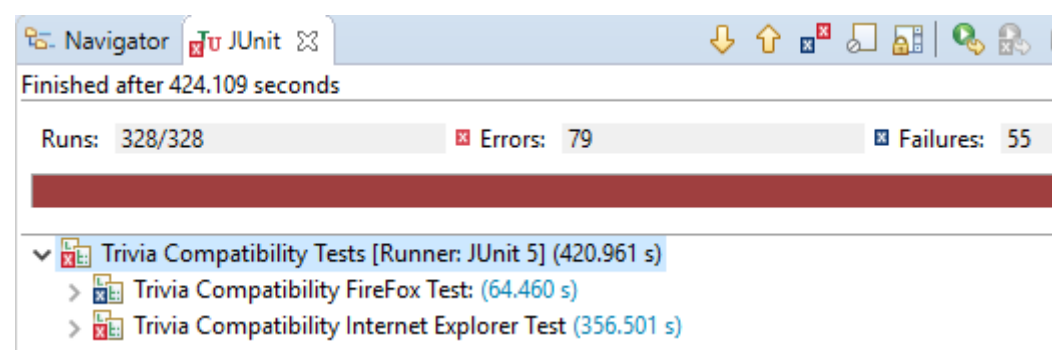 Navigator JUnit
Finished after 424.109 seconds
Runs: 328/328 Errors: 79 Failures: 55
Trivia Compatibility Tests [Runner: JUnit 5] (420.961 s)
Trivia Compatibility FireFox Test: (64.460 s)
Trivia Compatibility Internet Explorer Test (356.501 s)